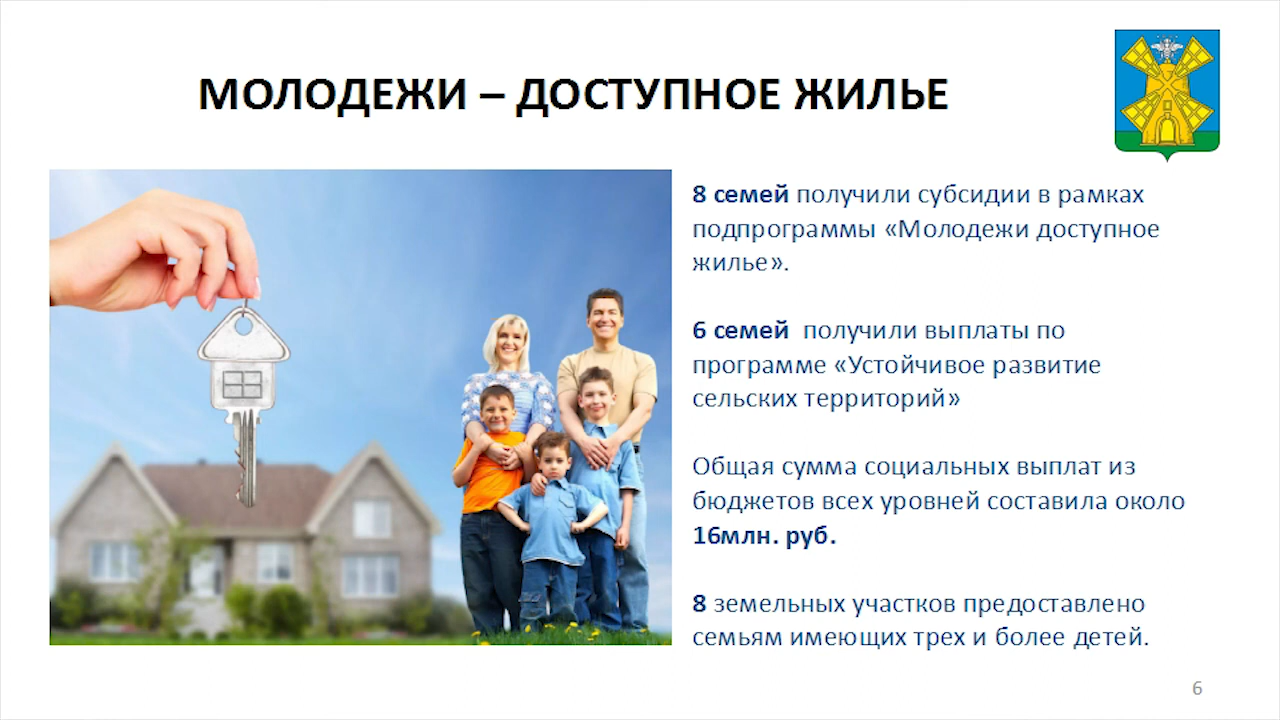 МОЛОДЕЖИ – ДОСТУПНОЕ ЖИЛЬЕ
8 семей получили субсидии в рамках
подпрограммы «Молодежи доступное
жилье».
6 семей  получили выплаты по
программе «Устойчивое развитие
сельских территорий»
Общая сумма социальных выплат из
бюджетов всех уровней составила около
16млн. руб.
8 земельных участков предоставлено
семьям имеющих трех и более детей.
6